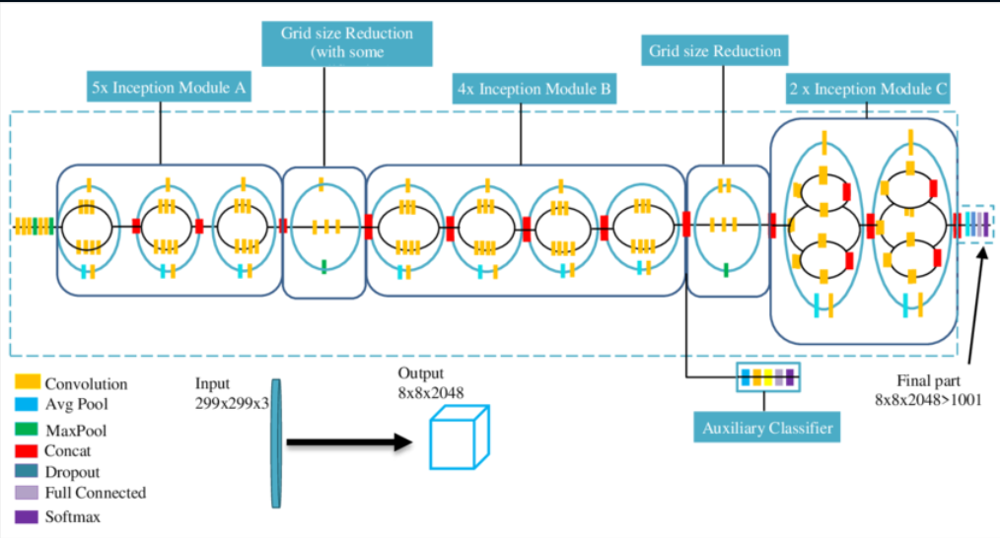 Grid size Reduction
(with some
Grid size Reduction
5x Inception Module A
4x Inception Module B
2 x Inception Module C
Convolution
Avg Pool
MaxPool
Concat
Dropout
Full Connected
Softmax
Input
299x299x3
Output
8x8x2048
Auxiliary Classifier
Final part
8x8x2048>1001